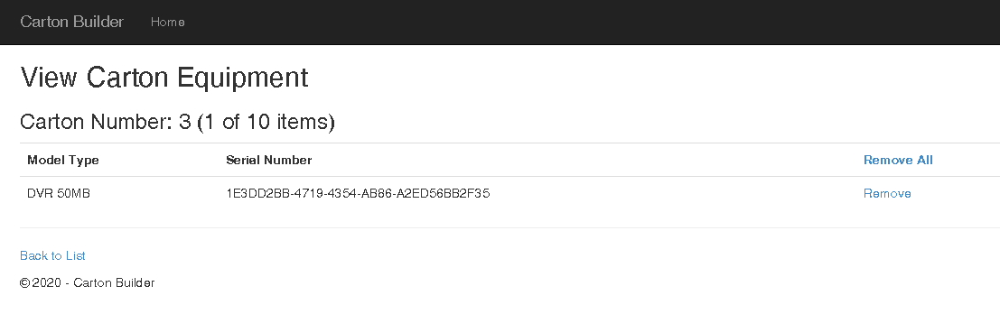 Carton Builder Home
View Carton Equipment
Carton Number: 3 (1 of 10 items)
Model Type Serial Number Remove All
DVR 50MB 1E3DD2BB-4719-4354-AB86-A2ED56BB2F35 Remove
Back to List
© 2020 - Carton Builder